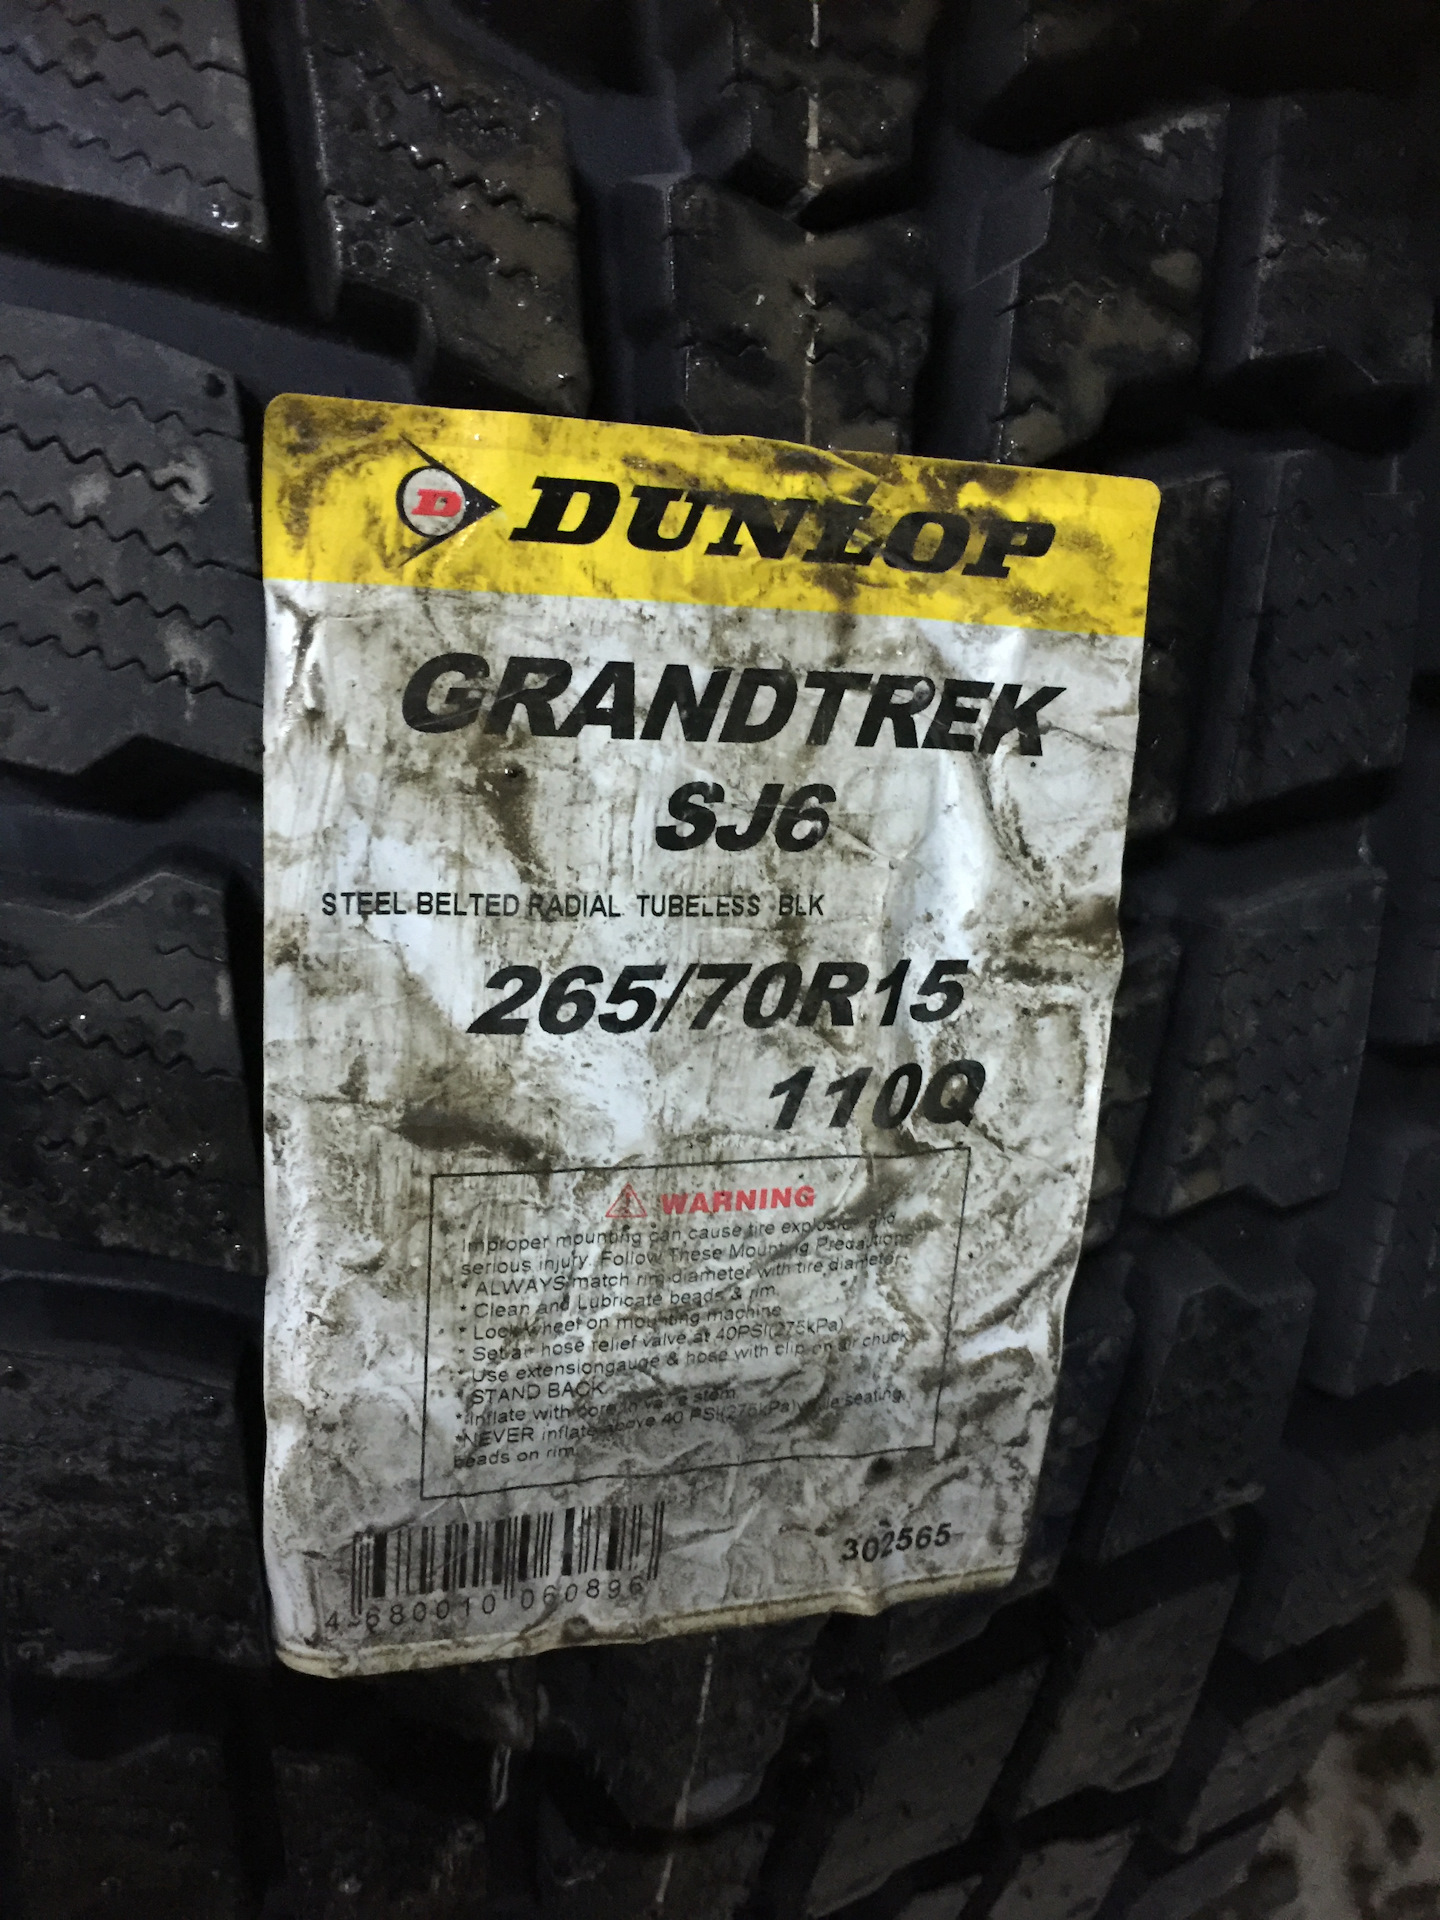 D DUNLOP
GRANDTREK
SJ6
STEEL BELTED RADIAL TUBELESS BLK
265/70R15
110Q
WARNING
* Improper mounting can cause tire explosion and
serious injury. Follow These Mounting Precautions
* ALWAYS match rim diameter with tire diameter
* Clean and Lubricate beads & rim.
* Lock wheel on mounting machine
* Set air hose relief valve at 40PSI(275kPa)
* Use extensiongauge & hose with clip on air chuck
* STAND BACK
* Inflate with core in valve stem.
*NEVER inflate above 40 PSI(275kPa)while seating
beads on rim.
302565
4 680010 060896